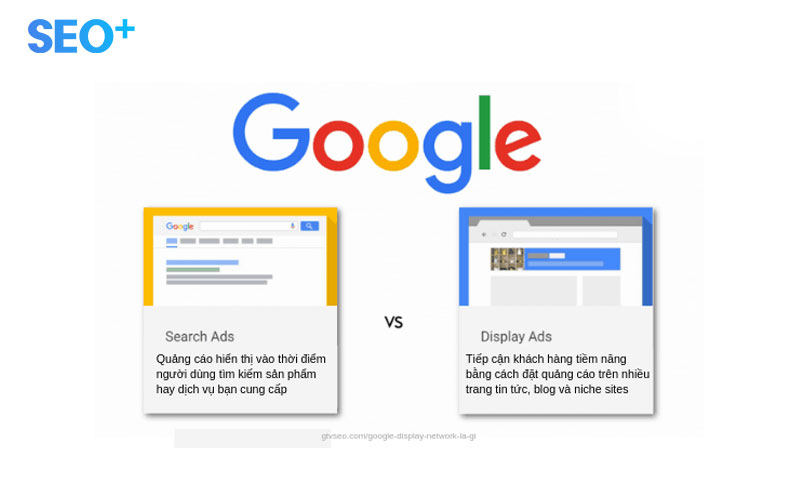 SEO+
Google
Google
Search Ads
Quảng cáo hiển thị vào thời điểm
người dùng tìm kiếm sản phẩm
hay dịch vụ bạn cung cấp
VS
Display Ads
Tiếp cận khách hàng tiềm năng
bằng cách đặt quảng cáo trên nhiều
trang tin tức, blog và niche sites
gtvseo.com/google-display-network-la-gi